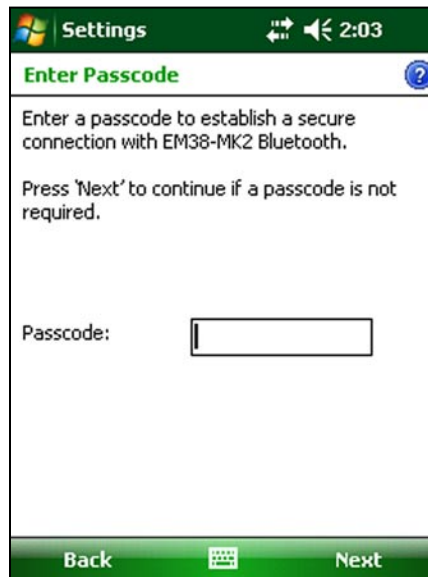 Settings 2:03
Enter Passcode ?
Enter a passcode to establish a secure
connection with EM38-MK2 Bluetooth.
Press 'Next' to continue if a passcode is not
required.
Passcode:
Back Next